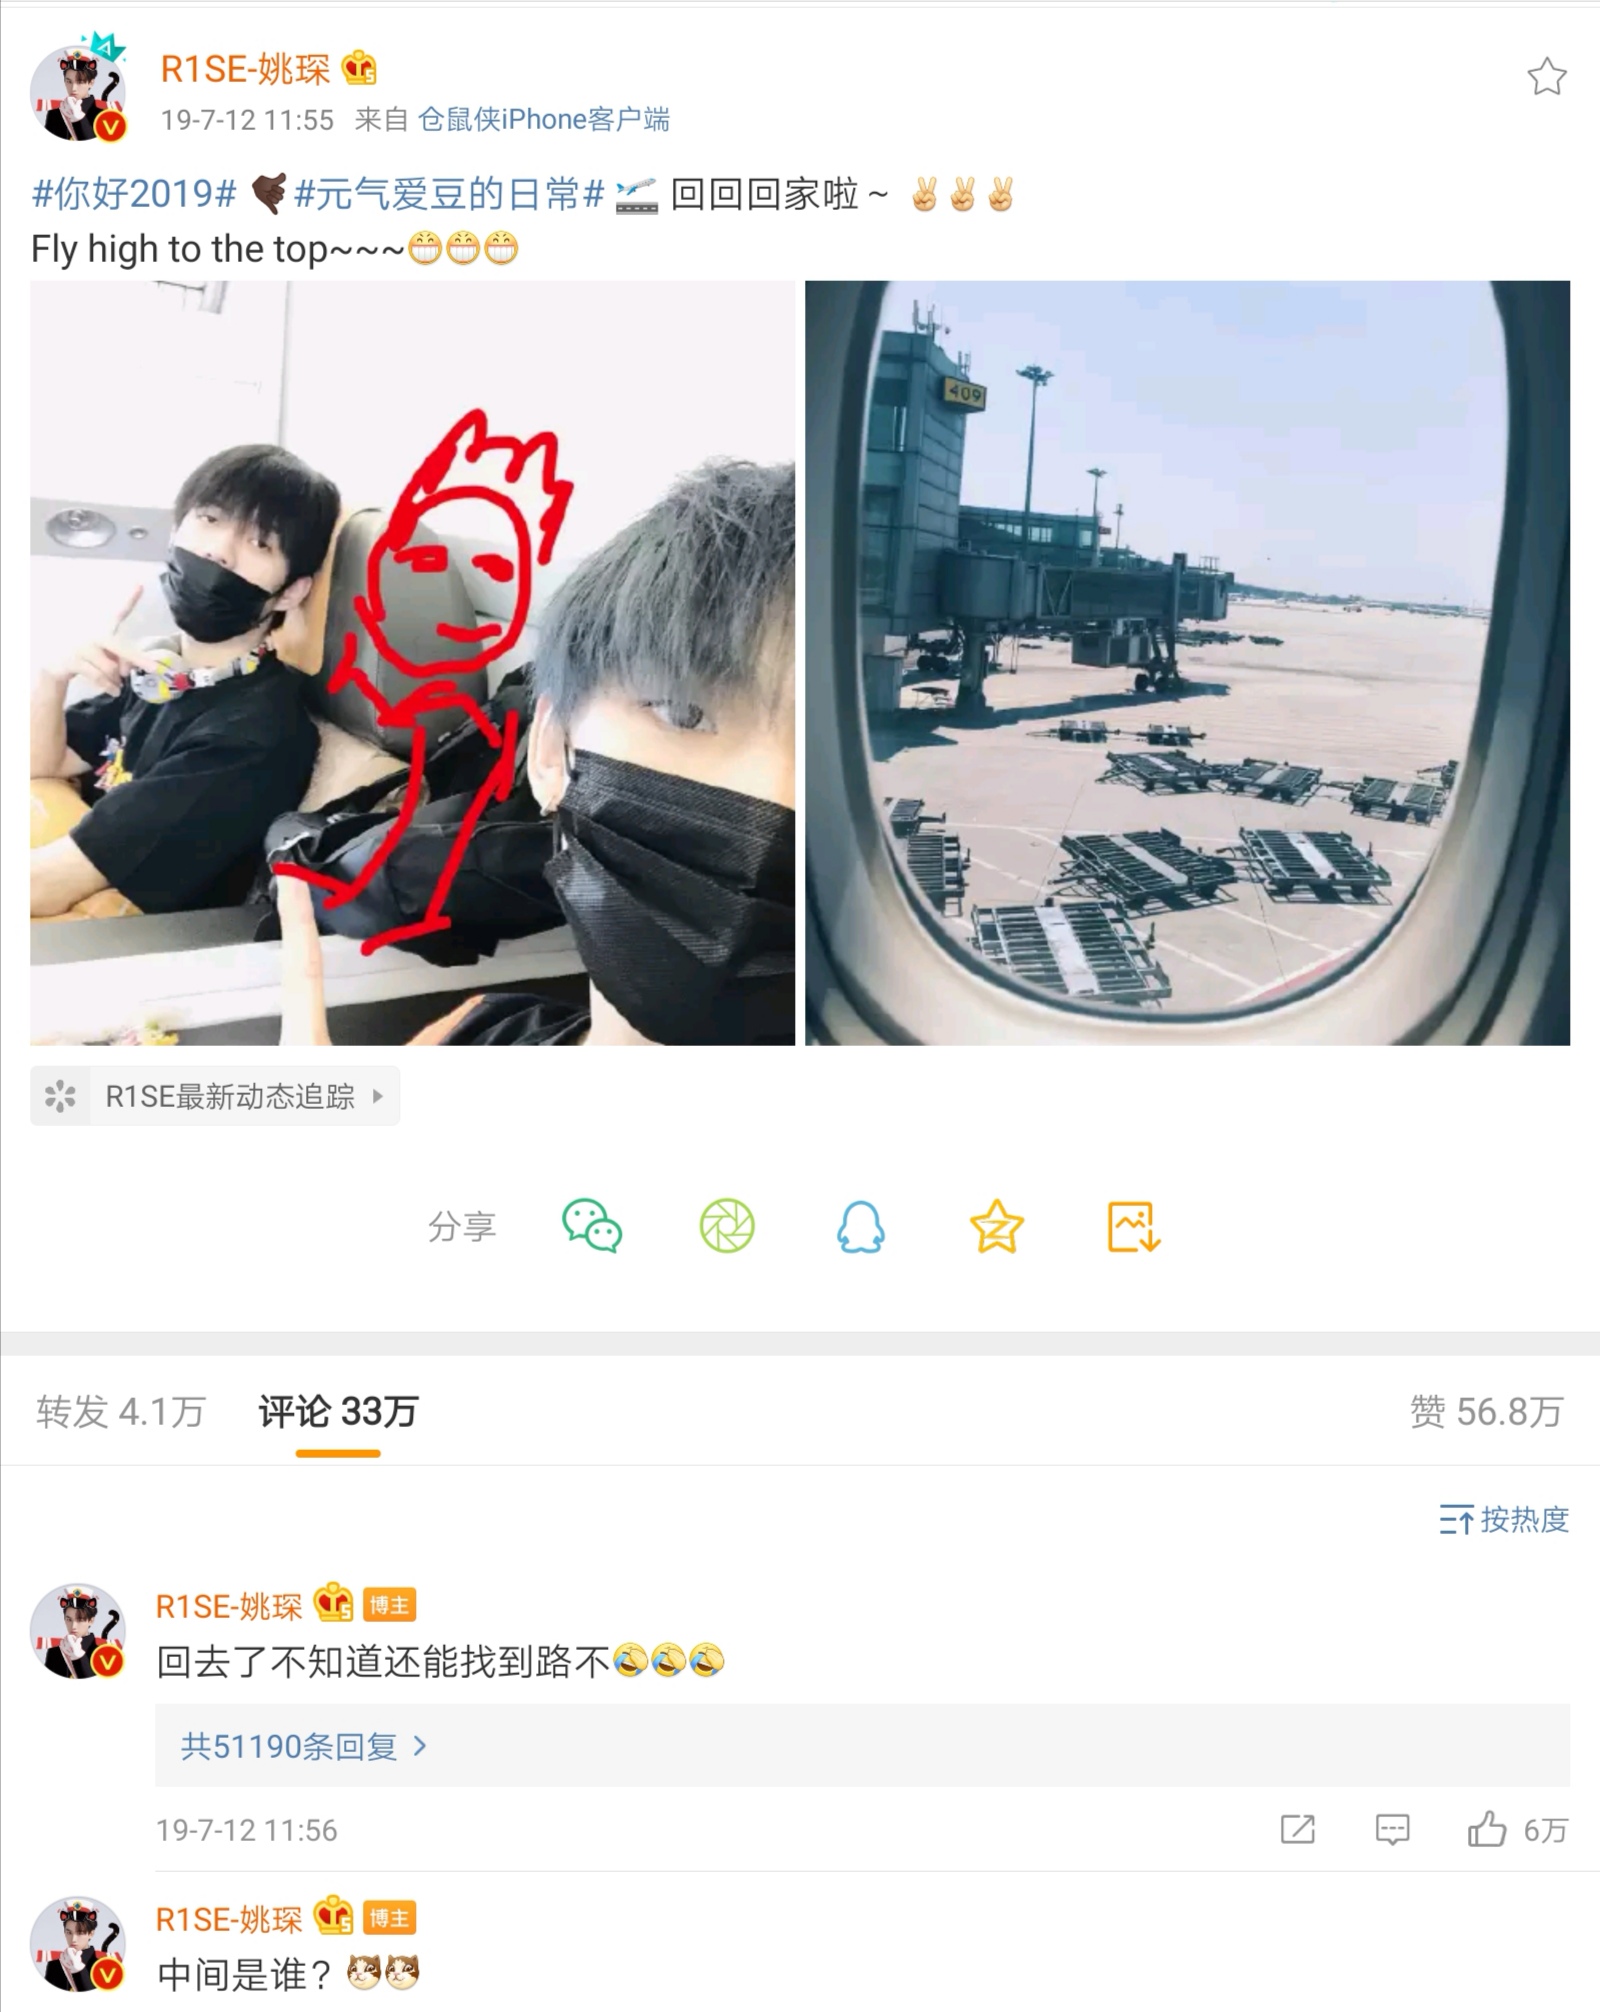 R1SE-姚琛
19-7-12 11:55 来自 仓鼠侠iPhone客户端
#你好2019# 🤙🏿#元气爱豆的日常# 🛫 回回回家啦～ ✌🏻✌🏻✌🏻
Fly high to the top~~~😁😁😁
409
R1SE最新动态追踪
分享
转发 4.1万 评论 33万 赞 56.8万
按热度
R1SE-姚琛 博主
回去了不知道还能找到路不🤣🤣🤣
共51190条回复 >
19-7-12 11:56 6万
R1SE-姚琛 博主
中间是谁？🐱🐱